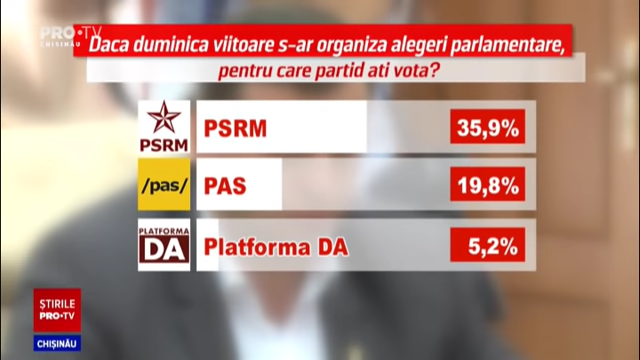 PRO•TV
CHIȘINĂU
Daca duminica viitoare s-ar organiza alegeri parlamentare,
pentru care partid ati vota?
PSRM
PSRM
35,9%
/pas/
PAS
19,8%
PLATFORMA
DA
Platforma DA
5,2%
ȘTIRILE
PRO•TV
CHIȘINĂU